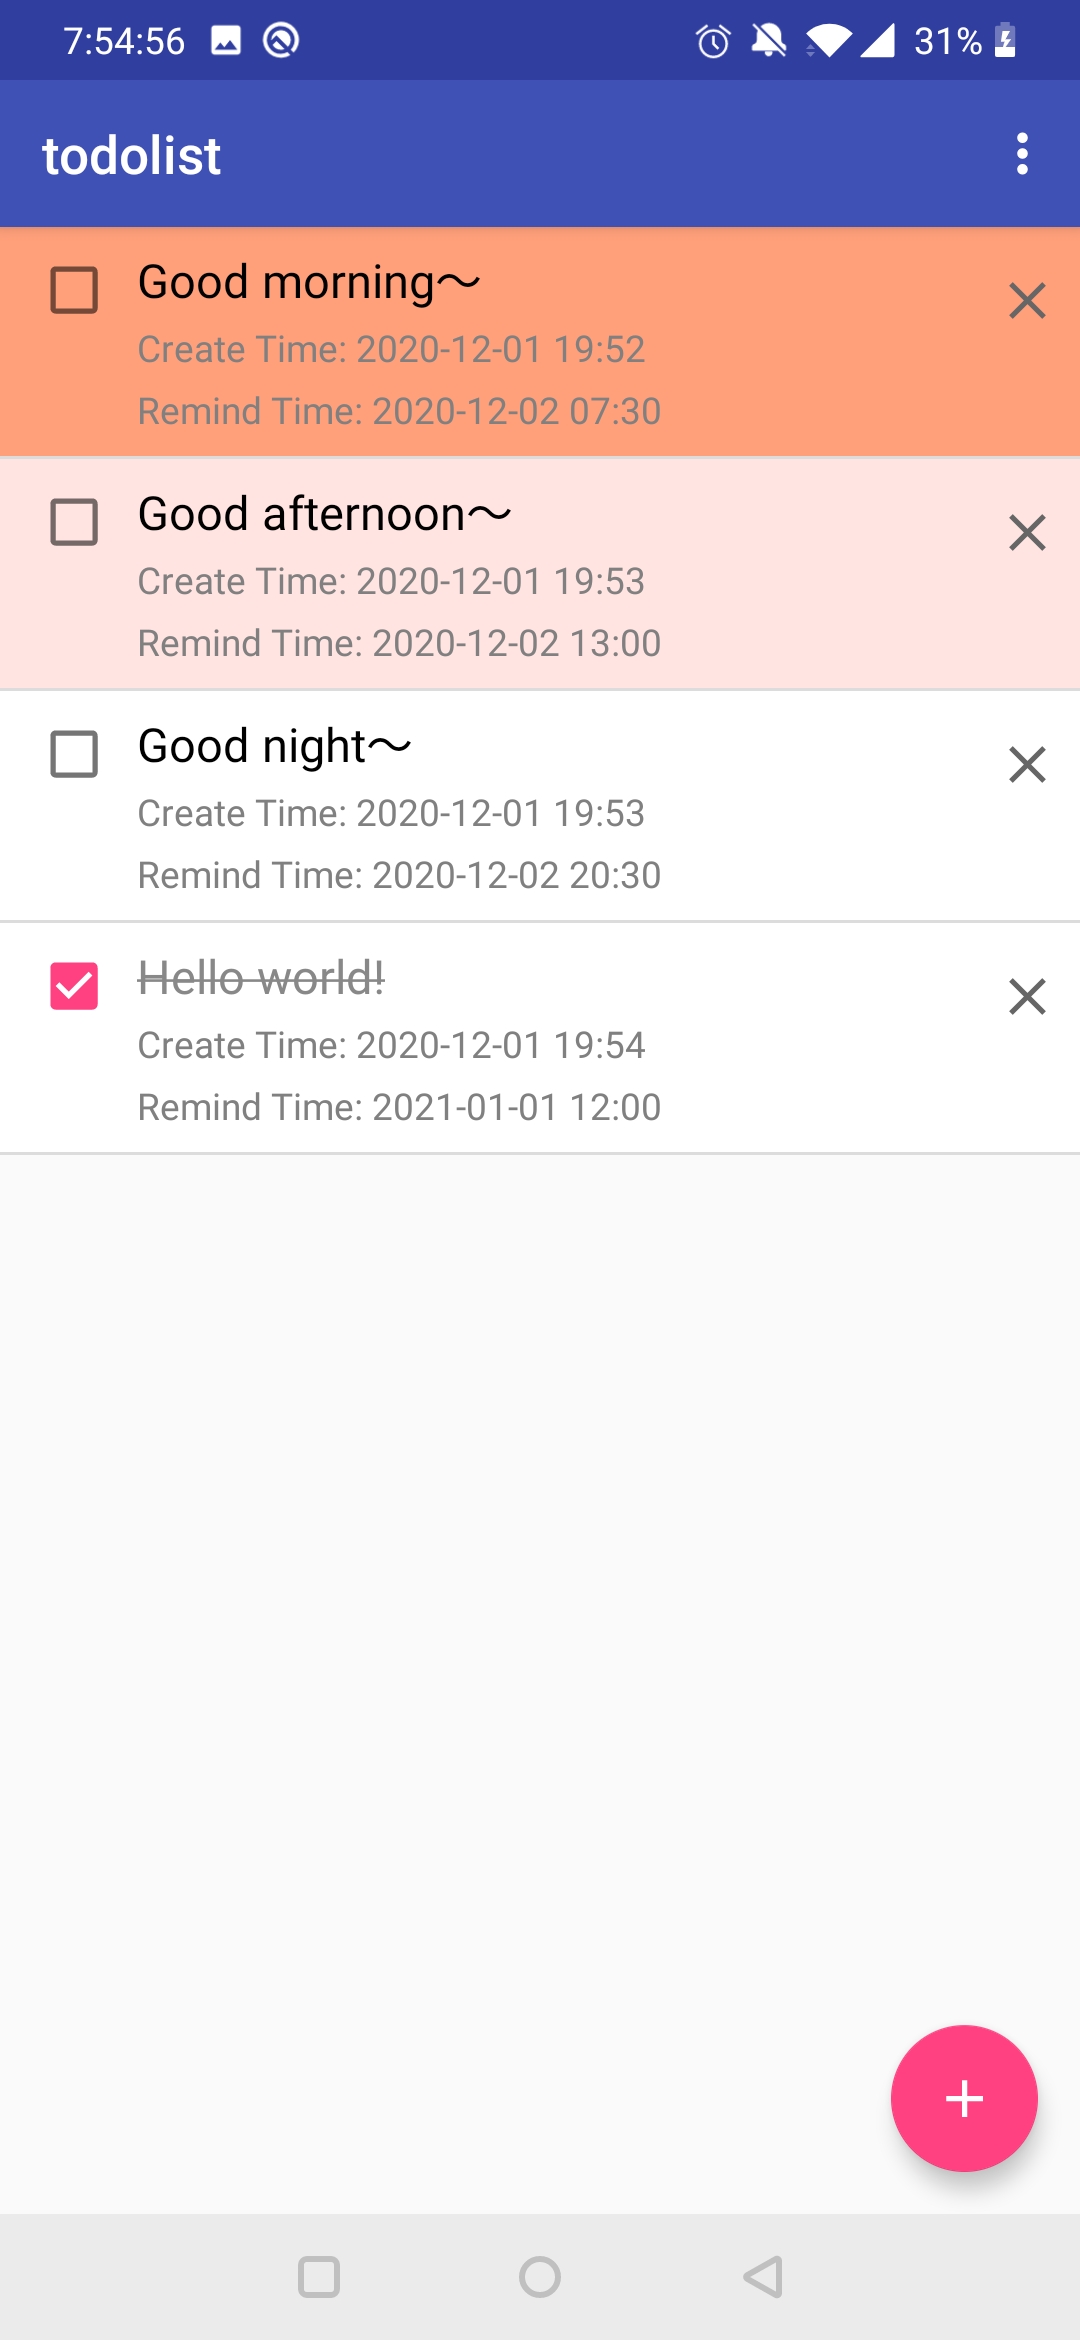 7:54:56 31%
todolist
Good morning～
Create Time: 2020-12-01 19:52
Remind Time: 2020-12-02 07:30
Good afternoon～
Create Time: 2020-12-01 19:53
Remind Time: 2020-12-02 13:00
Good night～
Create Time: 2020-12-01 19:53
Remind Time: 2020-12-02 20:30
Hello world!
Create Time: 2020-12-01 19:54
Remind Time: 2021-01-01 12:00